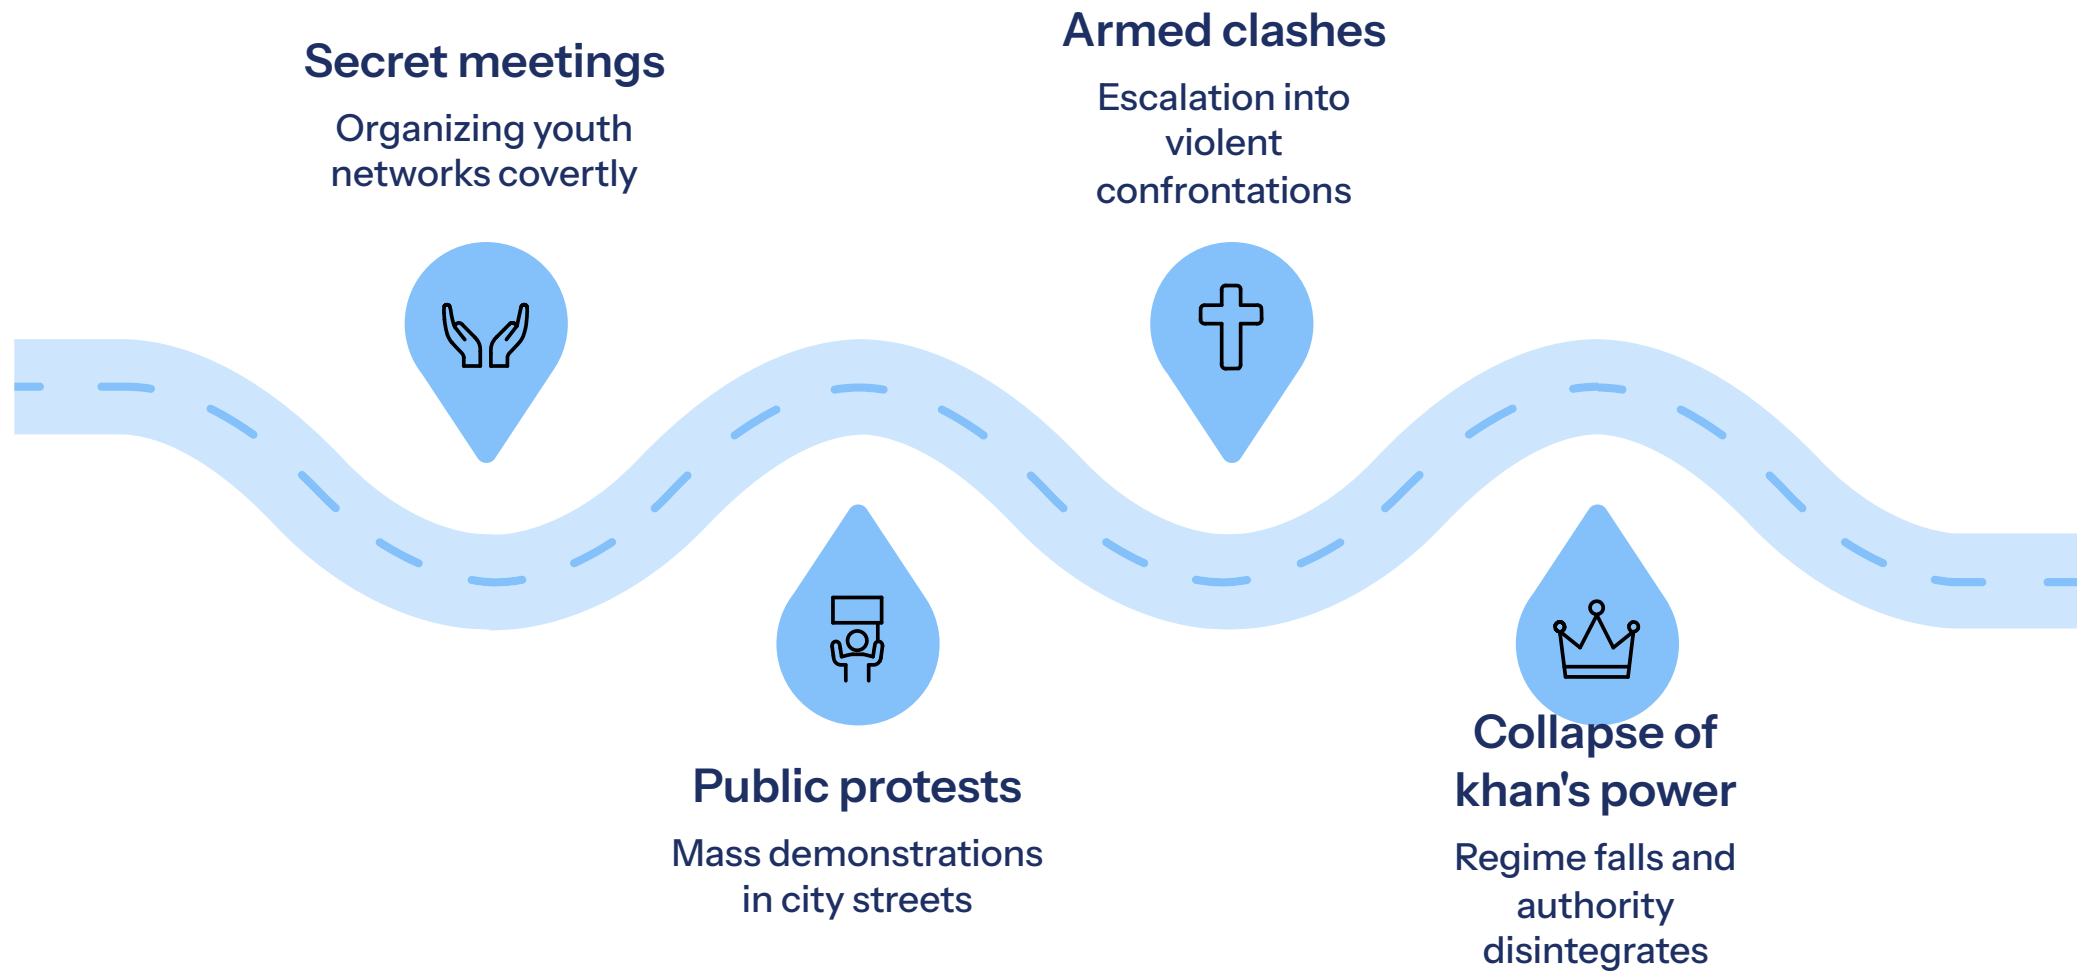 Secret meetings
Organizing youth
networks covertly
Public protests
Mass demonstrations
in city streets
Armed clashes
Escalation into
violent
confrontations
Collapse of
khan's power
Regime falls and
authority
disintegrates